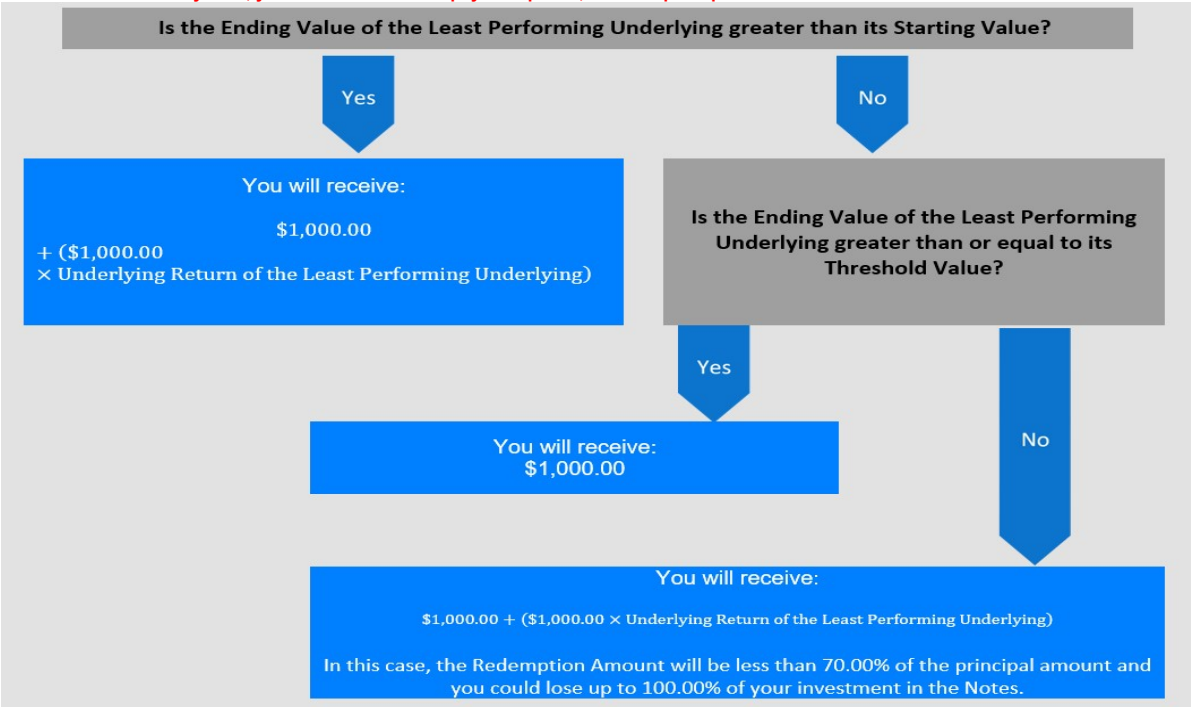 Is the Ending Value of the Least Performing Underlying greater than its Starting Value?
Yes
No
You will receive:
$1,000.00
+ ($1,000.00
× Underlying Return of the Least Performing Underlying)
Is the Ending Value of the Least Performing
Underlying greater than or equal to its
Threshold Value?
Yes
No
You will receive:
$1,000.00
You will receive:
$1,000.00 + ($1,000.00 × Underlying Return of the Least Performing Underlying)
In this case, the Redemption Amount will be less than 70.00% of the principal amount and
you could lose up to 100.00% of your investment in the Notes.